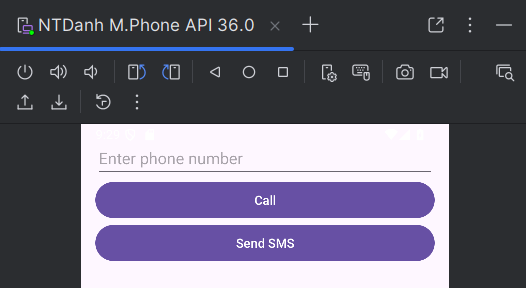 NTDanh M.Phone API 36.0
Enter phone number
Call
Send SMS